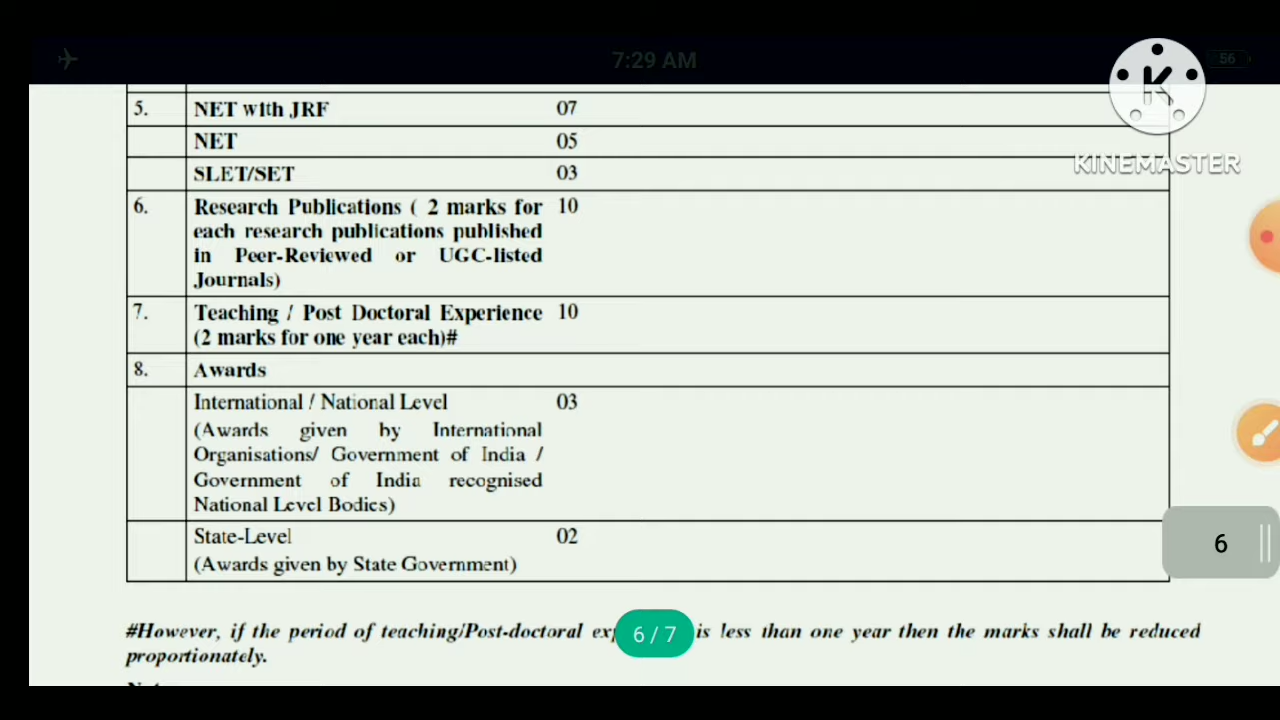 7:29 AM
56
K
KINEMASTER
5. NET with JRF 07
NET 05
SLET/SET 03
6. Research Publications ( 2 marks for 10
each research publications published
in Peer-Reviewed or UGC-listed
Journals)
7. Teaching / Post Doctoral Experience 10
(2 marks for one year each)#
8. Awards
International / National Level 03
(Awards given by International
Organisations/ Government of India /
Government of India recognised
National Level Bodies)
State-Level 02
(Awards given by State Government)
6
#However, if the period of teaching/Post-doctoral is less than one year then the marks shall be reduced
6 / 7
proportionately.